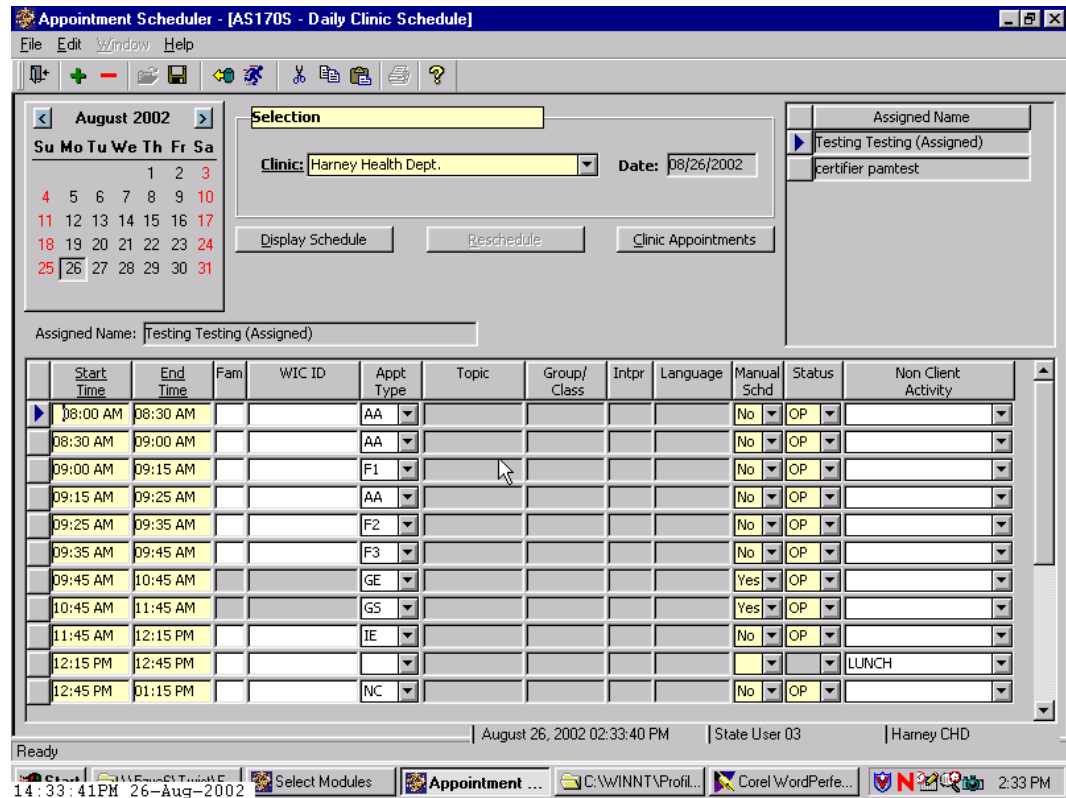 Appointment Scheduler - [AS170S - Daily Clinic Schedule]
File Edit Window Help
August 2002
Su Mo Tu We Th Fr Sa
1 2 3
4 5 6 7 8 9 10
11 12 13 14 15 16 17
18 19 20 21 22 23 24
25 26 27 28 29 30 31
Selection
Clinic: Harney Health Dept. Date: 08/26/2002
Display Schedule Reschedule Clinic Appointments
Assigned Name
Testing Testing (Assigned)
certifier pamtest
Assigned Name: Testing Testing (Assigned)
Start Time End Time Fam WIC ID Appt Type Topic Group/ Class Intpr Language Manual Schd Status Non Client Activity
08:00 AM 08:30 AM AA No OP
08:30 AM 09:00 AM AA No OP
09:00 AM 09:15 AM F1 No OP
09:15 AM 09:25 AM AA No OP
09:25 AM 09:35 AM F2 No OP
09:35 AM 09:45 AM F3 No OP
09:45 AM 10:45 AM GE Yes OP
10:45 AM 11:45 AM GS Yes OP
11:45 AM 12:15 PM IE No OP
12:15 PM 12:45 PM LUNCH
12:45 PM 01:15 PM NC No OP
August 26, 2002 02:33:40 PM State User 03 Harney CHD
Ready
Start Select Modules Appointment ... C:\WINNT\Profil... Corel WordPerfe... 2:33 PM
14:33:41PM 26-Aug-2002